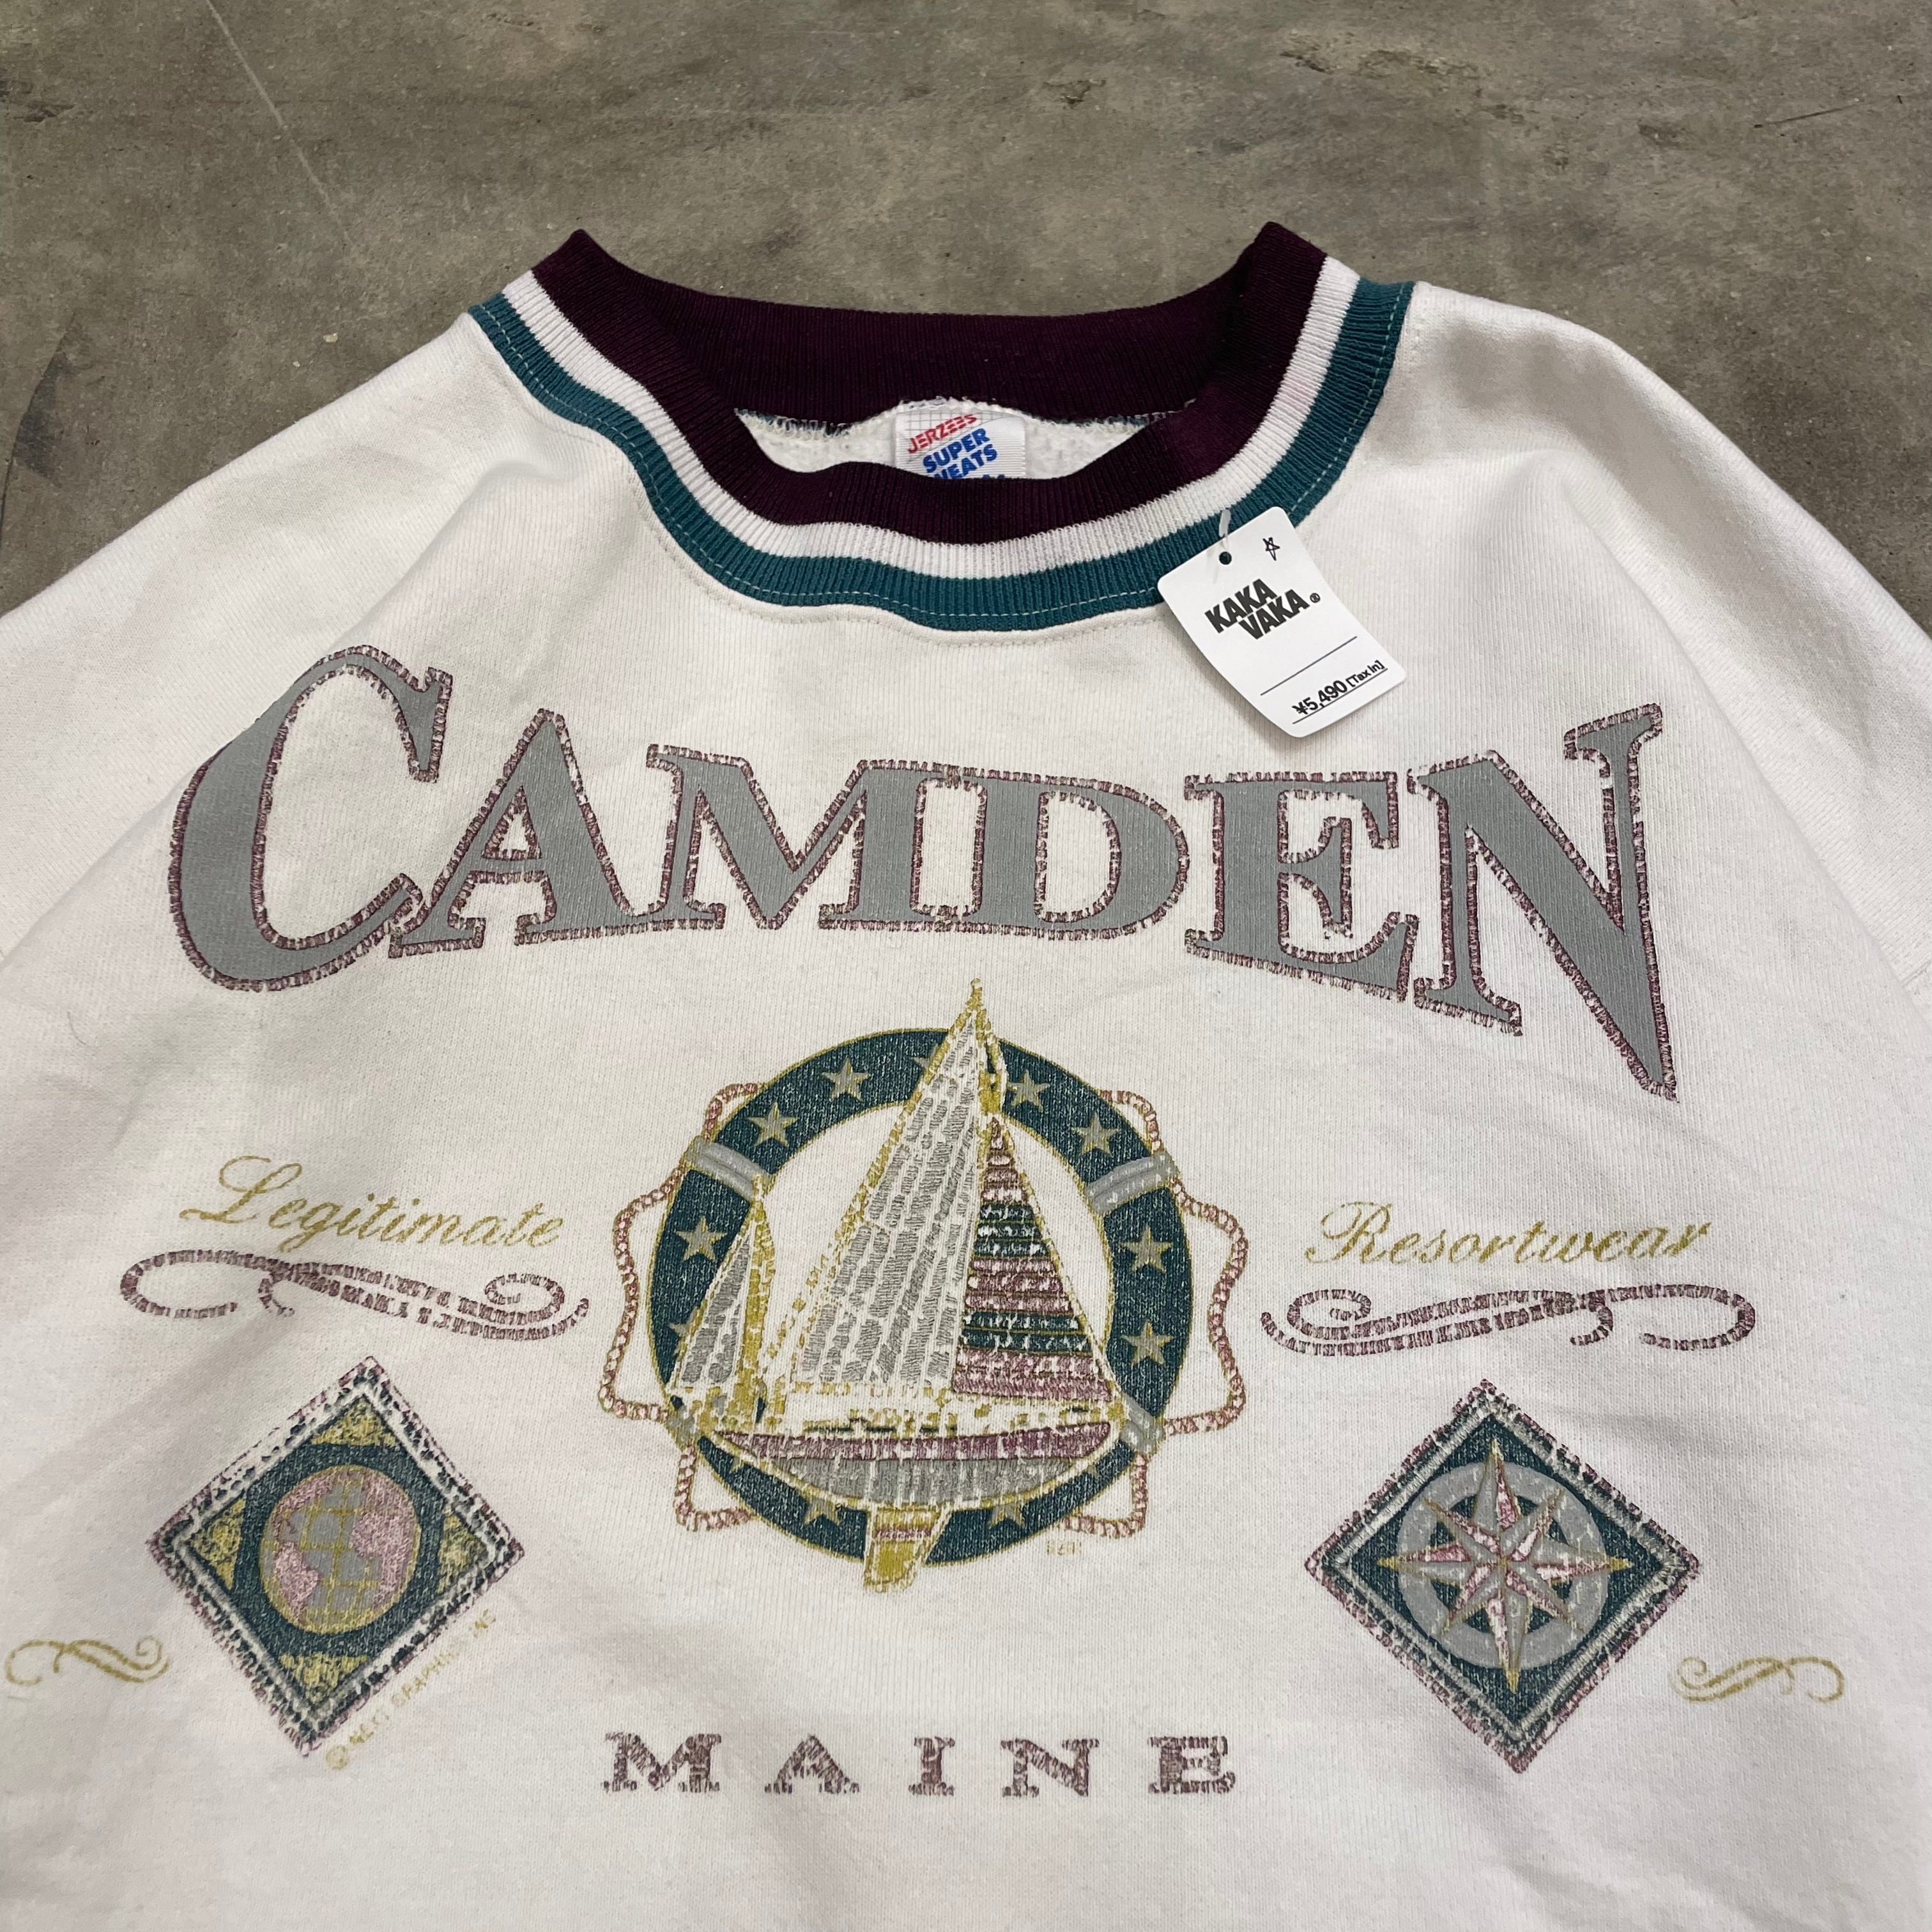 JERZEES
SUPER
KAKA
VAKA®
¥5,490 [Tax in]
CAMDEN
Legitimate
Resortwear
MAINE